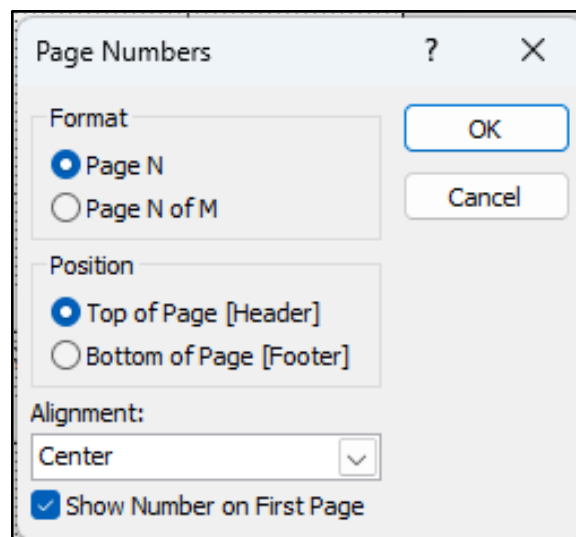 Page Numbers
?
Format
OK
Page N
Page N of M
Cancel
Position
Top of Page [Header]
Bottom of Page [Footer]
Alignment:
Center
Show Number on First Page